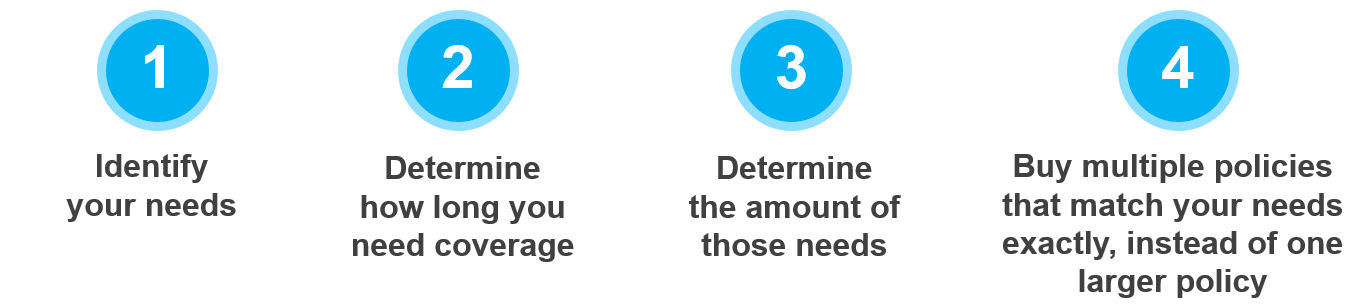 1
Identify
your needs
2
Determine
how long you
need coverage
3
Determine
the amount of
those needs
4
Buy multiple policies
that match your needs
exactly, instead of one
larger policy